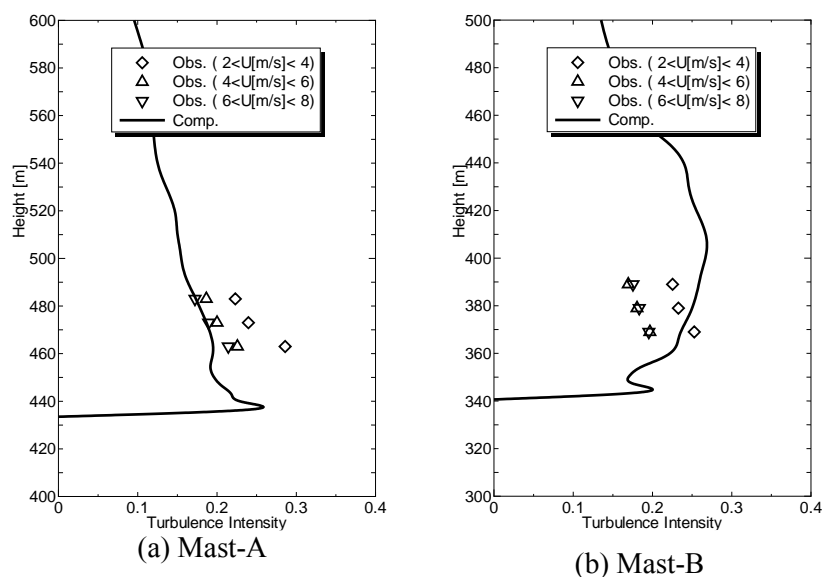 600
580
560
540
520
500
480
460
440
420
400
Height [m]
Obs. ( 2<U[m/s]< 4)
Obs. ( 4<U[m/s]< 6)
Obs. ( 6<U[m/s]< 8)
Comp.
0 0.1 0.2 0.3 0.4
Turbulence Intensity
(a) Mast-A
500
480
460
440
420
400
380
360
340
320
300
Height [m]
Obs. ( 2<U[m/s]< 4)
Obs. ( 4<U[m/s]< 6)
Obs. ( 6<U[m/s]< 8)
Comp.
0 0.1 0.2 0.3 0.4
Turbulence Intensity
(b) Mast-B